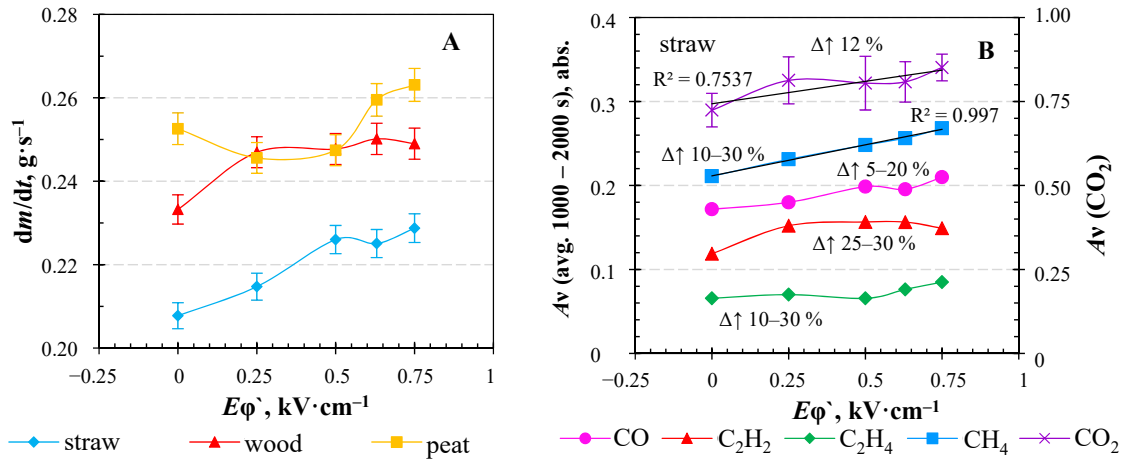 A
dm/dt, g·s⁻¹
0.28
0.26
0.24
0.22
0.20
−0.25
0
0.25
0.5
0.75
1
Eφ`, kV·cm⁻¹
straw
wood
peat
straw
B
Δ↑ 12 %
R² = 0.7537
R² = 0.997
Δ↑ 10–30 %
Δ↑ 5–20 %
Δ↑ 25–30 %
Δ↑ 10–30 %
Aν (avg. 1000 – 2000 s), abs.
0.4
0.3
0.2
0.1
0
Aν (CO₂)
1.00
0.75
0.50
0.25
0
−0.25
0
0.25
0.5
0.75
1
Eφ`, kV·cm⁻¹
CO
C₂H₂
C₂H₄
CH₄
CO₂